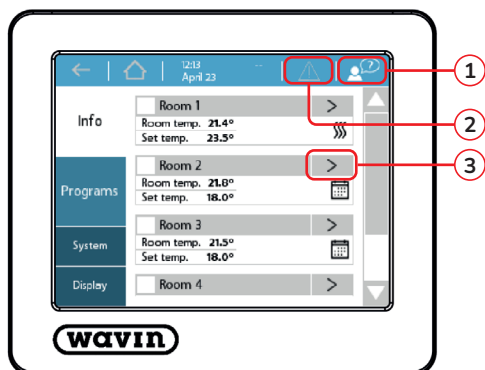 12:13 --
April 23
?
Info
Programs
System
Display
Room 1 >
Room temp. 21.4°
Set temp. 23.5°
Room 2 >
Room temp. 21.8°
Set temp. 18.0°
Room 3 >
Room temp. 21.5°
Set temp. 18.0°
Room 4 >
wavin
1
2
3